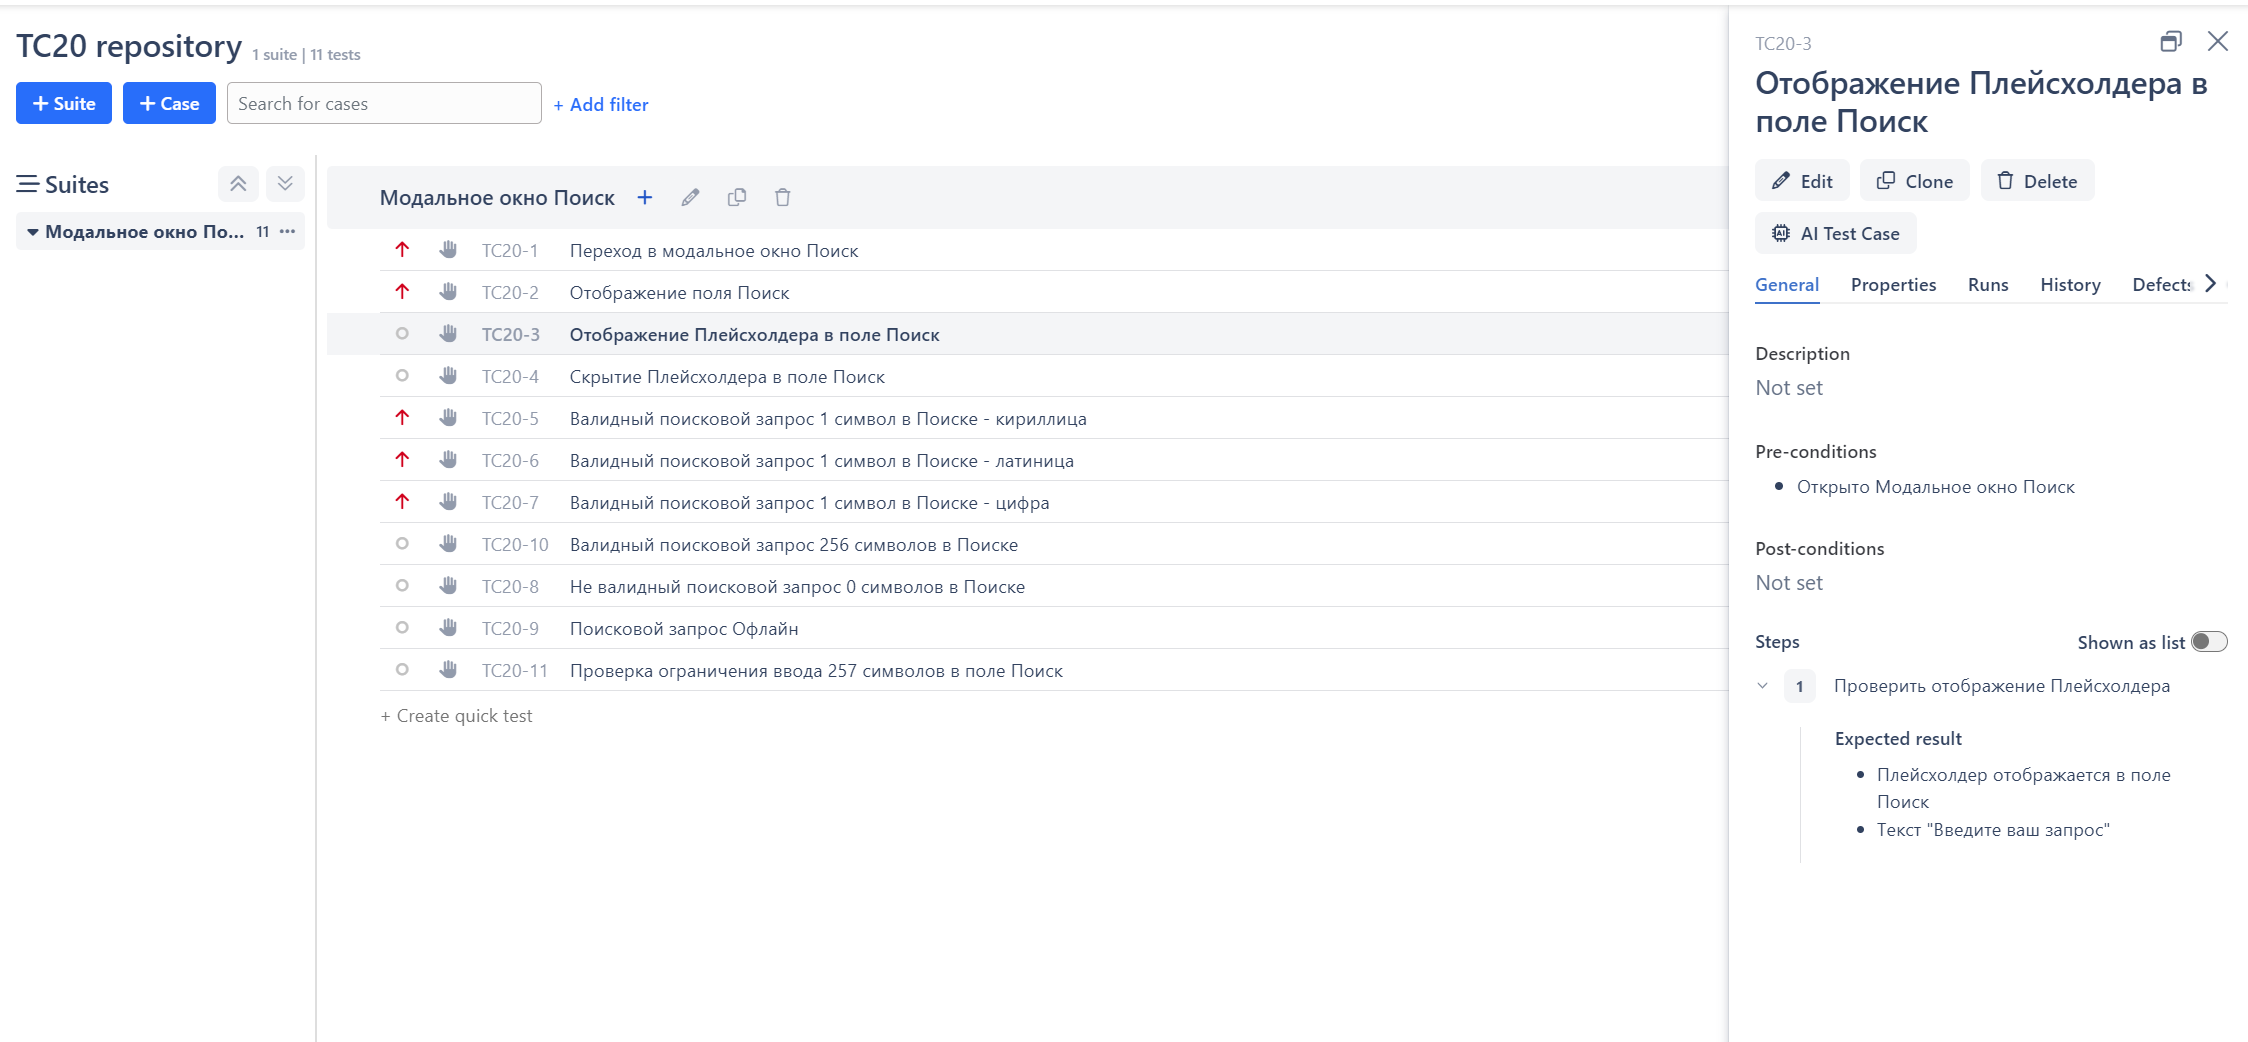 TC20 repository 1 suite | 11 tests
+ Suite
+ Case
Search for cases
+ Add filter
Suites
Модальное окно По... 11 ...
Модальное окно Поиск
TC20-1 Переход в модальное окно Поиск
TC20-2 Отображение поля Поиск
TC20-3 Отображение Плейсхолдера в поле Поиск
TC20-4 Скрытие Плейсхолдера в поле Поиск
TC20-5 Валидный поисковой запрос 1 символ в Поиске - кириллица
TC20-6 Валидный поисковой запрос 1 символ в Поиске - латиница
TC20-7 Валидный поисковой запрос 1 символ в Поиске - цифра
TC20-10 Валидный поисковой запрос 256 символов в Поиске
TC20-8 Не валидный поисковой запрос 0 символов в Поиске
TC20-9 Поисковой запрос Офлайн
TC20-11 Проверка ограничения ввода 257 символов в поле Поиск
+ Create quick test
TC20-3
Отображение Плейсхолдера в
поле Поиск
Edit
Clone
Delete
AI Test Case
General Properties Runs History Defects
Description
Not set
Pre-conditions
• Открыто Модальное окно Поиск
Post-conditions
Not set
Steps
Shown as list
1 Проверить отображение Плейсхолдера
Expected result
• Плейсхолдер отображается в поле
Поиск
• Текст "Введите ваш запрос"